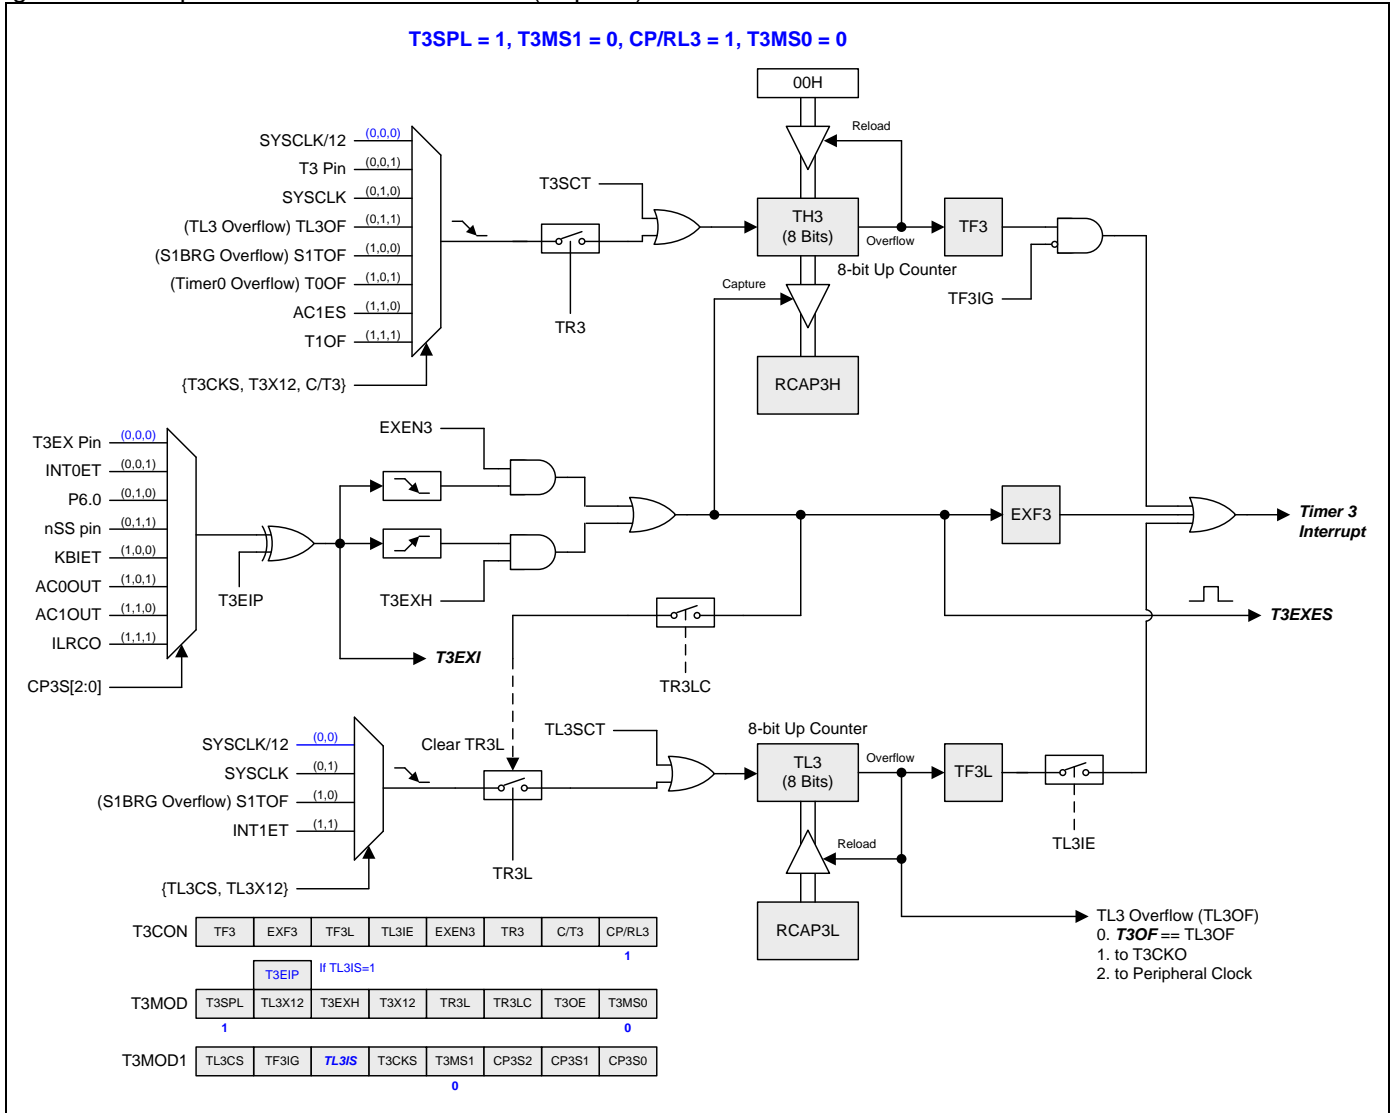 T3SPL = 1, T3MS1 = 0, CP/RL3 = 1, T3MS0 = 0
00H
Reload
SYSCLK/12 (0,0,0)
T3 Pin (0,0,1)
SYSCLK (0,1,0)
(TL3 Overflow) TL3OF (0,1,1)
(S1BRG Overflow) S1TOF (1,0,0)
(Timer0 Overflow) T0OF (1,0,1)
AC1ES (1,1,0)
T1OF (1,1,1)
{T3CKS, T3X12, C/T3}
TR3
T3SCT
TH3
(8 Bits)
Overflow
8-bit Up Counter
TF3
TF3IG
Capture
RCAP3H
T3EX Pin (0,0,0)
INT0ET (0,0,1)
P6.0 (0,1,0)
nSS pin (0,1,1)
KBIET (1,0,0)
AC0OUT (1,0,1)
AC1OUT (1,1,0)
ILRCO (1,1,1)
CP3S[2:0]
T3EIP
EXEN3
T3EXH
T3EXI
EXF3
Timer 3
Interrupt
T3EXES
TR3LC
SYSCLK/12 (0,0)
SYSCLK (0,1)
(S1BRG Overflow) S1TOF (1,0)
INT1ET (1,1)
{TL3CS, TL3X12}
Clear TR3L
TR3L
TL3SCT
8-bit Up Counter
TL3
(8 Bits)
Overflow
TF3L
TL3IE
Reload
RCAP3L
TL3 Overflow (TL3OF)
0. T3OF == TL3OF
1. to T3CKO
2. to Peripheral Clock
T3CON TF3 EXF3 TF3L TL3IE EXEN3 TR3 C/T3 CP/RL3
1
T3EIP If TL3IS=1
T3MOD T3SPL TL3X12 T3EXH T3X12 TR3L TR3LC T3OE T3MS0
1 0
T3MOD1 TL3CS TF3IG TL3IS T3CKS T3MS1 CP3S2 CP3S1 CP3S0
0